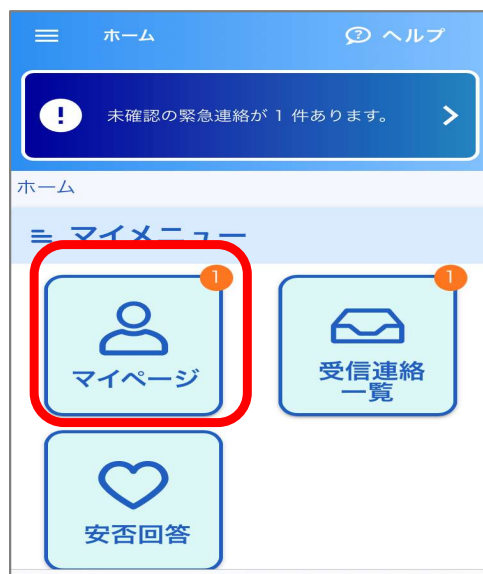 ホーム
ヘルプ
未確認の緊急連絡が 1 件あります。
ホーム
マイメニュー
1
マイページ
1
受信連絡
一覧
安否回答